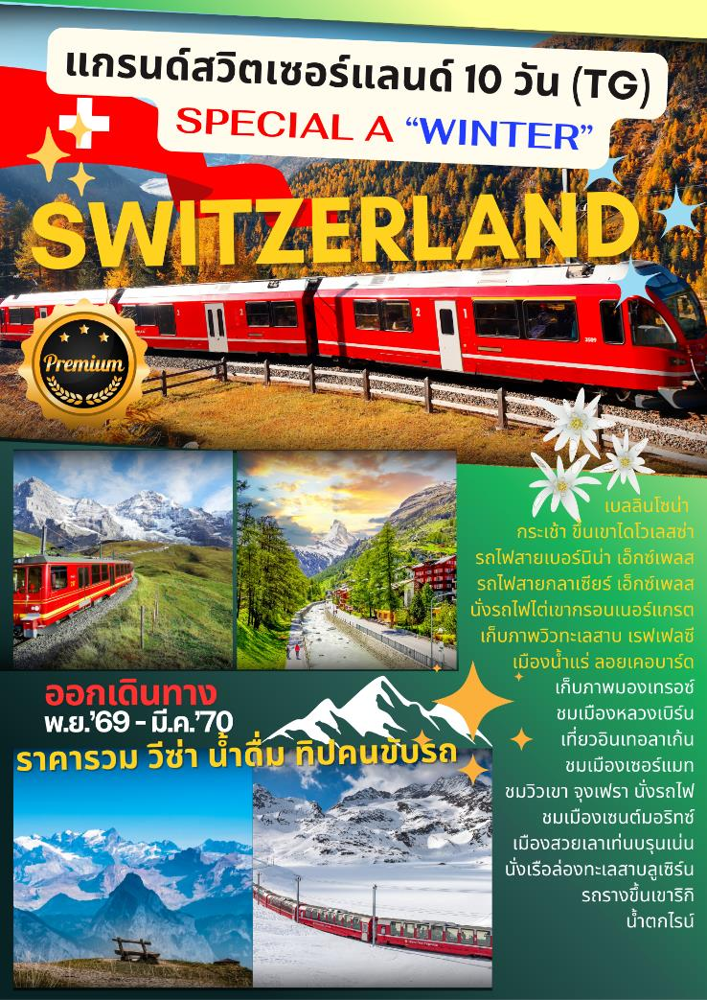 แกรนด์สวิตเซอร์แลนด์ 10 วัน (TG)
SPECIAL A “WINTER”
SWITZERLAND
Premium
เบลลินโซน่า
กระเช้า ขึ้นเขาไดโวเลสซ่า
รถไฟสายเบอร์นิน่า เอ็กซ์เพลส
รถไฟสายกลาเซียร์ เอ็กซ์เพลส
นั่งรถไฟไต่เขากรอนเนอร์แกรต
เก็บภาพวิวทะเลสาบ เรฟเฟลซี
เมืองน้ำแร่ ลอยเคอบาร์ด
เก็บภาพมองเทรอซ์
ชมเมืองหลวงเบิร์น
เที่ยวอินเทอลาเก้น
ชมเมืองเซอร์แมท
ชมวิวเขา จุงเฟรา นั่งรถไฟ
ชมเมืองเซนต์มอริทซ์
เมืองสวยเลาเท่นบรุนเน่น
นั่งเรือล่องทะเลสาบลูเซิร์น
รถรางขึ้นเขาริกิ
น้ำตกไรน์
ออกเดินทาง
พ.ย.’69 - มี.ค.’70
ราคารวม วีซ่า น้ำดื่ม ทิปคนขับรถ